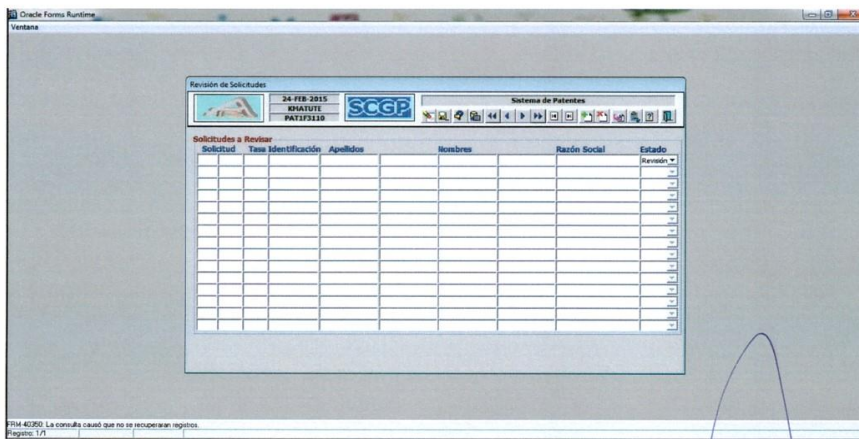 Oracle Forms Runtime
Ventana
Revisión de Solicitudes
24-FEB-2015
KMATUTE
PAT1F3110
SCGP
Sistema de Patentes
Solicitudes a Revisar
Solicitud Tasa Identificación Apellidos Nombres Razón Social Estado
Revisión
FRM-40350: La consulta causó que no se recuperaran registros.
Registro: 1/1